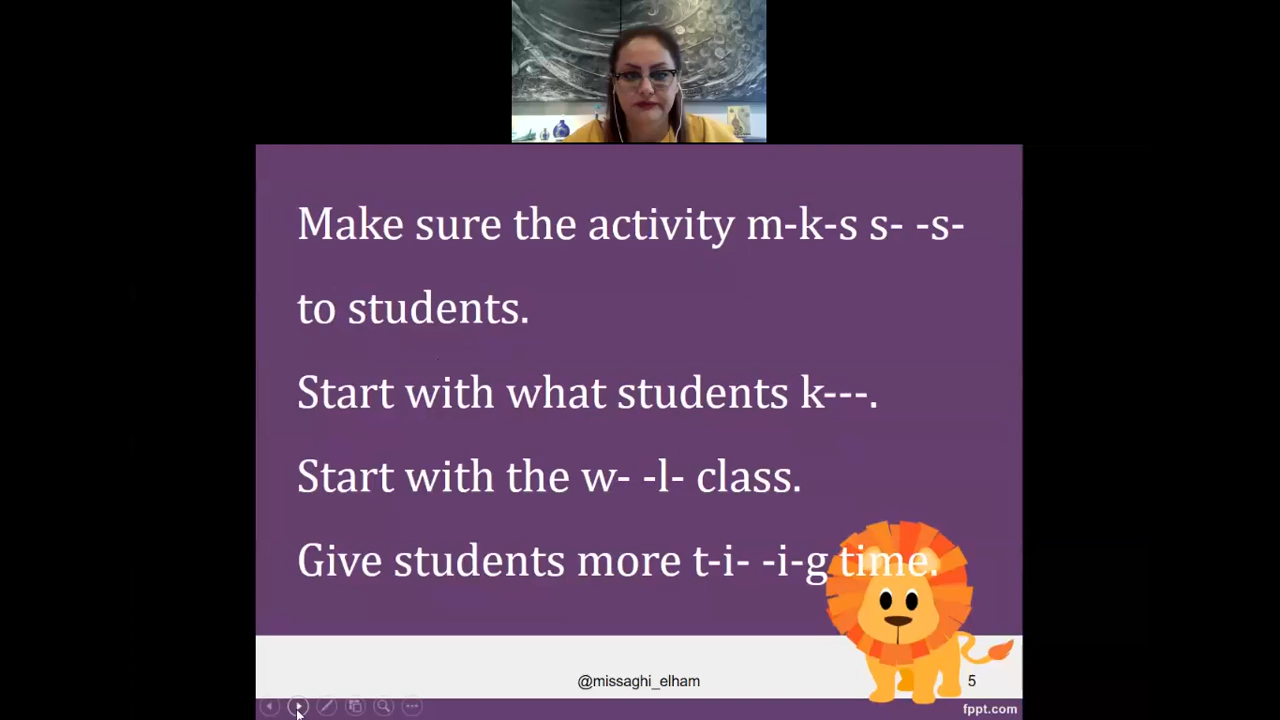 Make sure the activity m-k-s s- -s-
to students.
Start with what students k---.
Start with the w- -l- class.
Give students more t-i- -i-g time.
@missaghi_elham
5
fppt.com